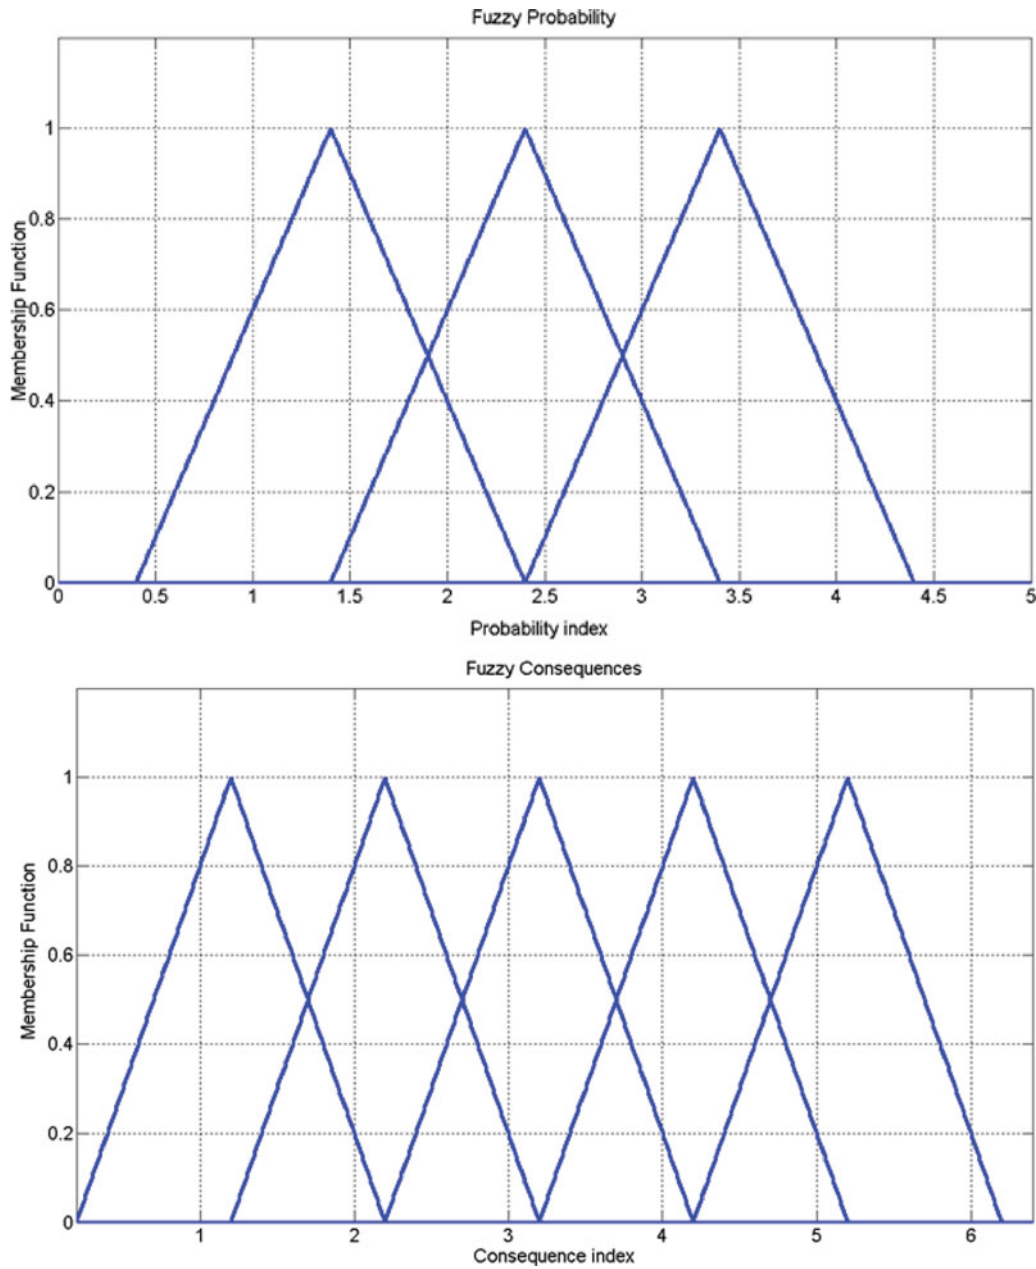 Fuzzy Probability
1
0.8
0.6
0.4
0.2
0
Membership Function
0 0.5 1 1.5 2 2.5 3 3.5 4 4.5 5
Probability index
Fuzzy Consequences
1
0.8
0.6
0.4
0.2
0
Membership Function
1 2 3 4 5 6
Consequence index